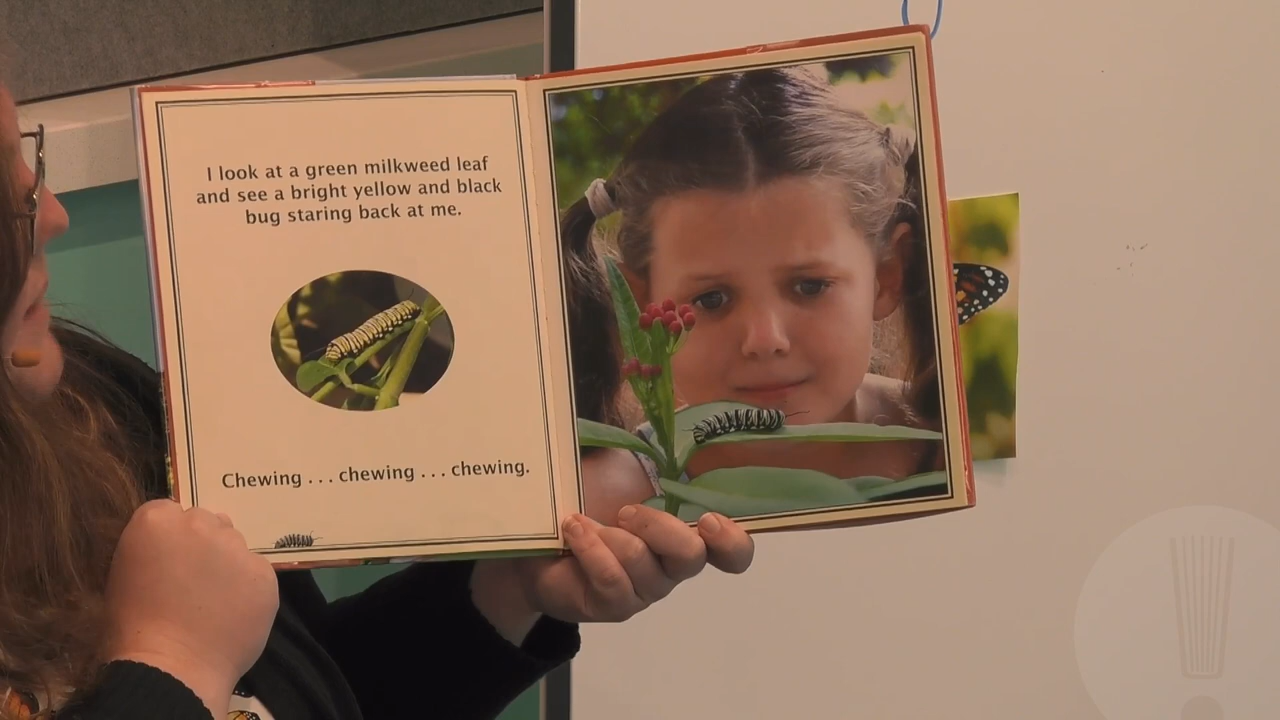 I look at a green milkweed leaf
and see a bright yellow and black
bug staring back at me.
Chewing . . . chewing . . . chewing.